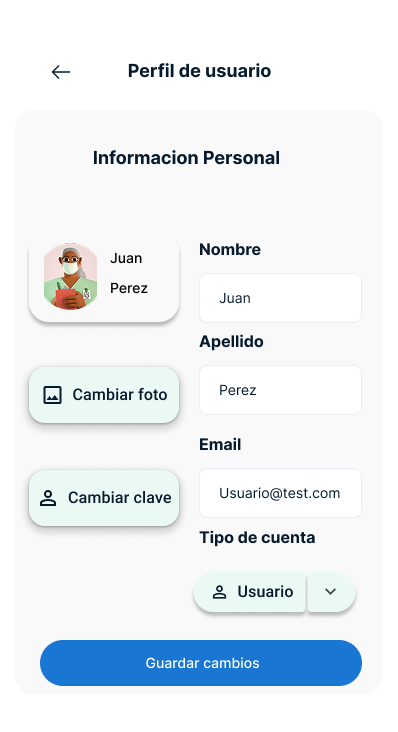 Perfil de usuario
Informacion Personal
Juan
Perez
Cambiar foto
Cambiar clave
Nombre
Juan
Apellido
Perez
Email
Usuario@test.com
Tipo de cuenta
Usuario
Guardar cambios